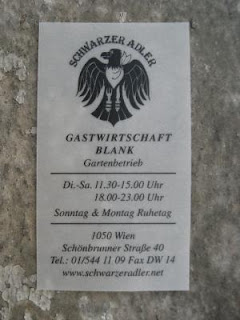 SCHWARZER ADLER
GASTWIRTSCHAFT
BLANK
Gartenbetrieb
Di.-Sa. 11.30-15.00 Uhr
18.00-23.00 Uhr
Sonntag & Montag Ruhetag
1050 Wien
Schönbrunner Straße 40
Tel.: 01/544 11 09 Fax DW 14
www.schwarzeradler.net